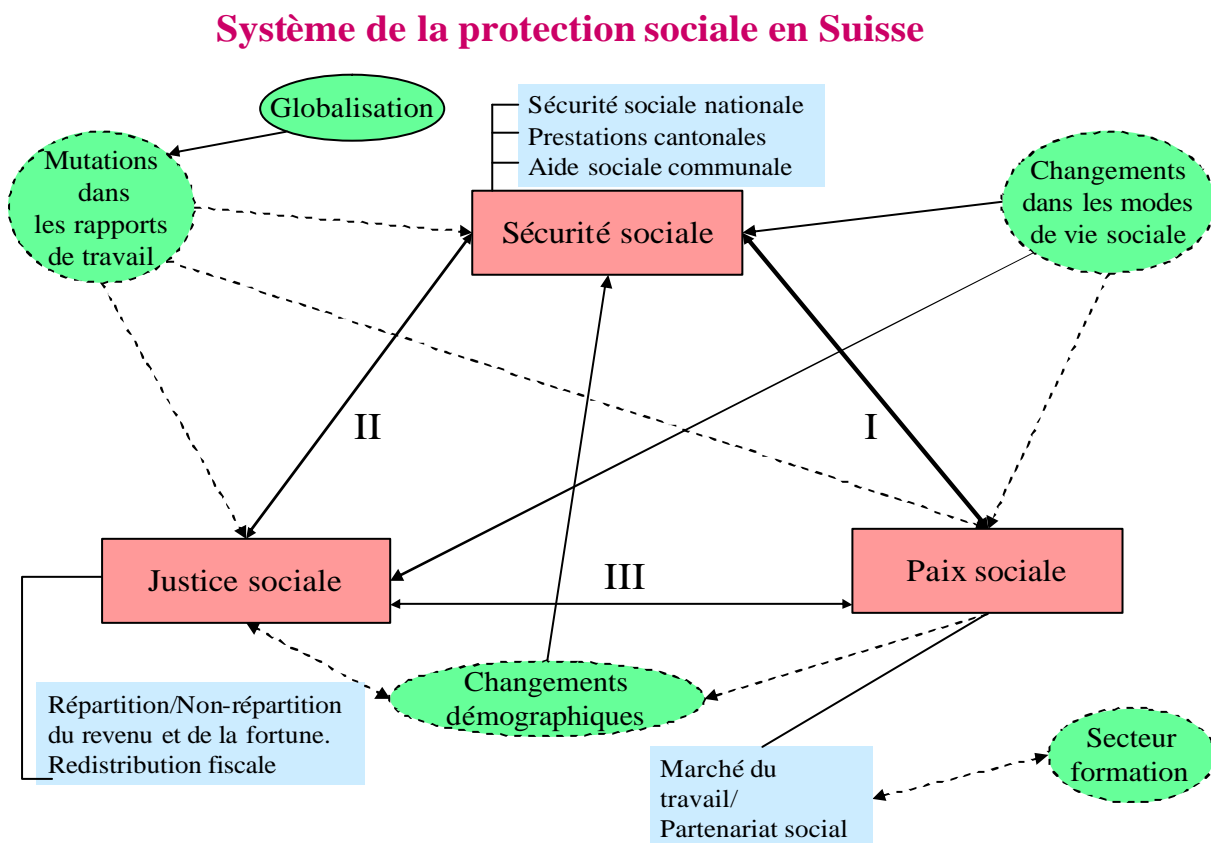 Système de la protection sociale en Suisse
Globalisation
Sécurité sociale nationale
Prestations cantonales
Aide sociale communale
Mutations
dans
les rapports
de travail
Changements
dans les modes
de vie sociale
Sécurité sociale
II
I
Justice sociale
III
Paix sociale
Changements
démographiques
Répartition/Non-répartition
du revenu et de la fortune.
Redistribution fiscale
Marché du
travail/
Partenariat social
Secteur
formation